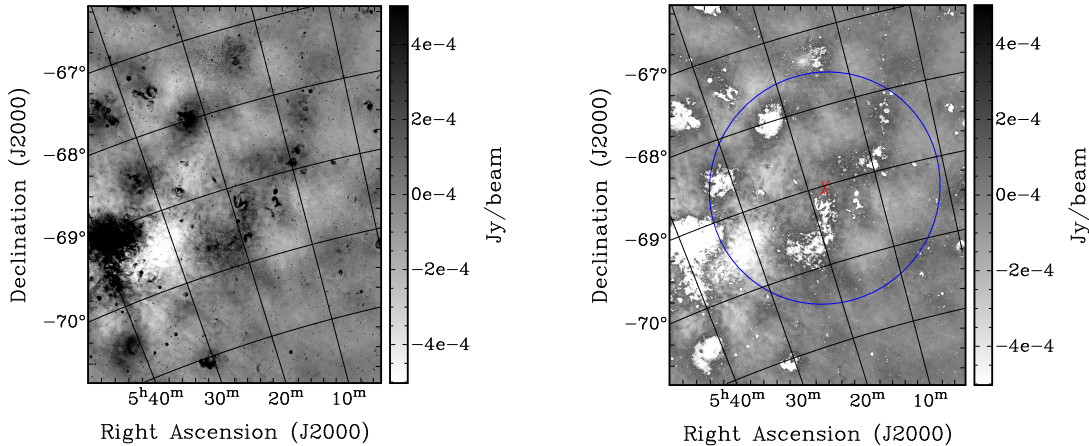 −67°
−68°
−69°
−70°
Declination (J2000)
5ʰ40ᵐ 30ᵐ 20ᵐ 10ᵐ
Right Ascension (J2000)
4e−4
2e−4
0e−4
−2e−4
−4e−4
Jy/beam
−67°
−68°
−69°
−70°
Declination (J2000)
5ʰ40ᵐ 30ᵐ 20ᵐ 10ᵐ
Right Ascension (J2000)
4e−4
2e−4
0e−4
−2e−4
−4e−4
Jy/beam